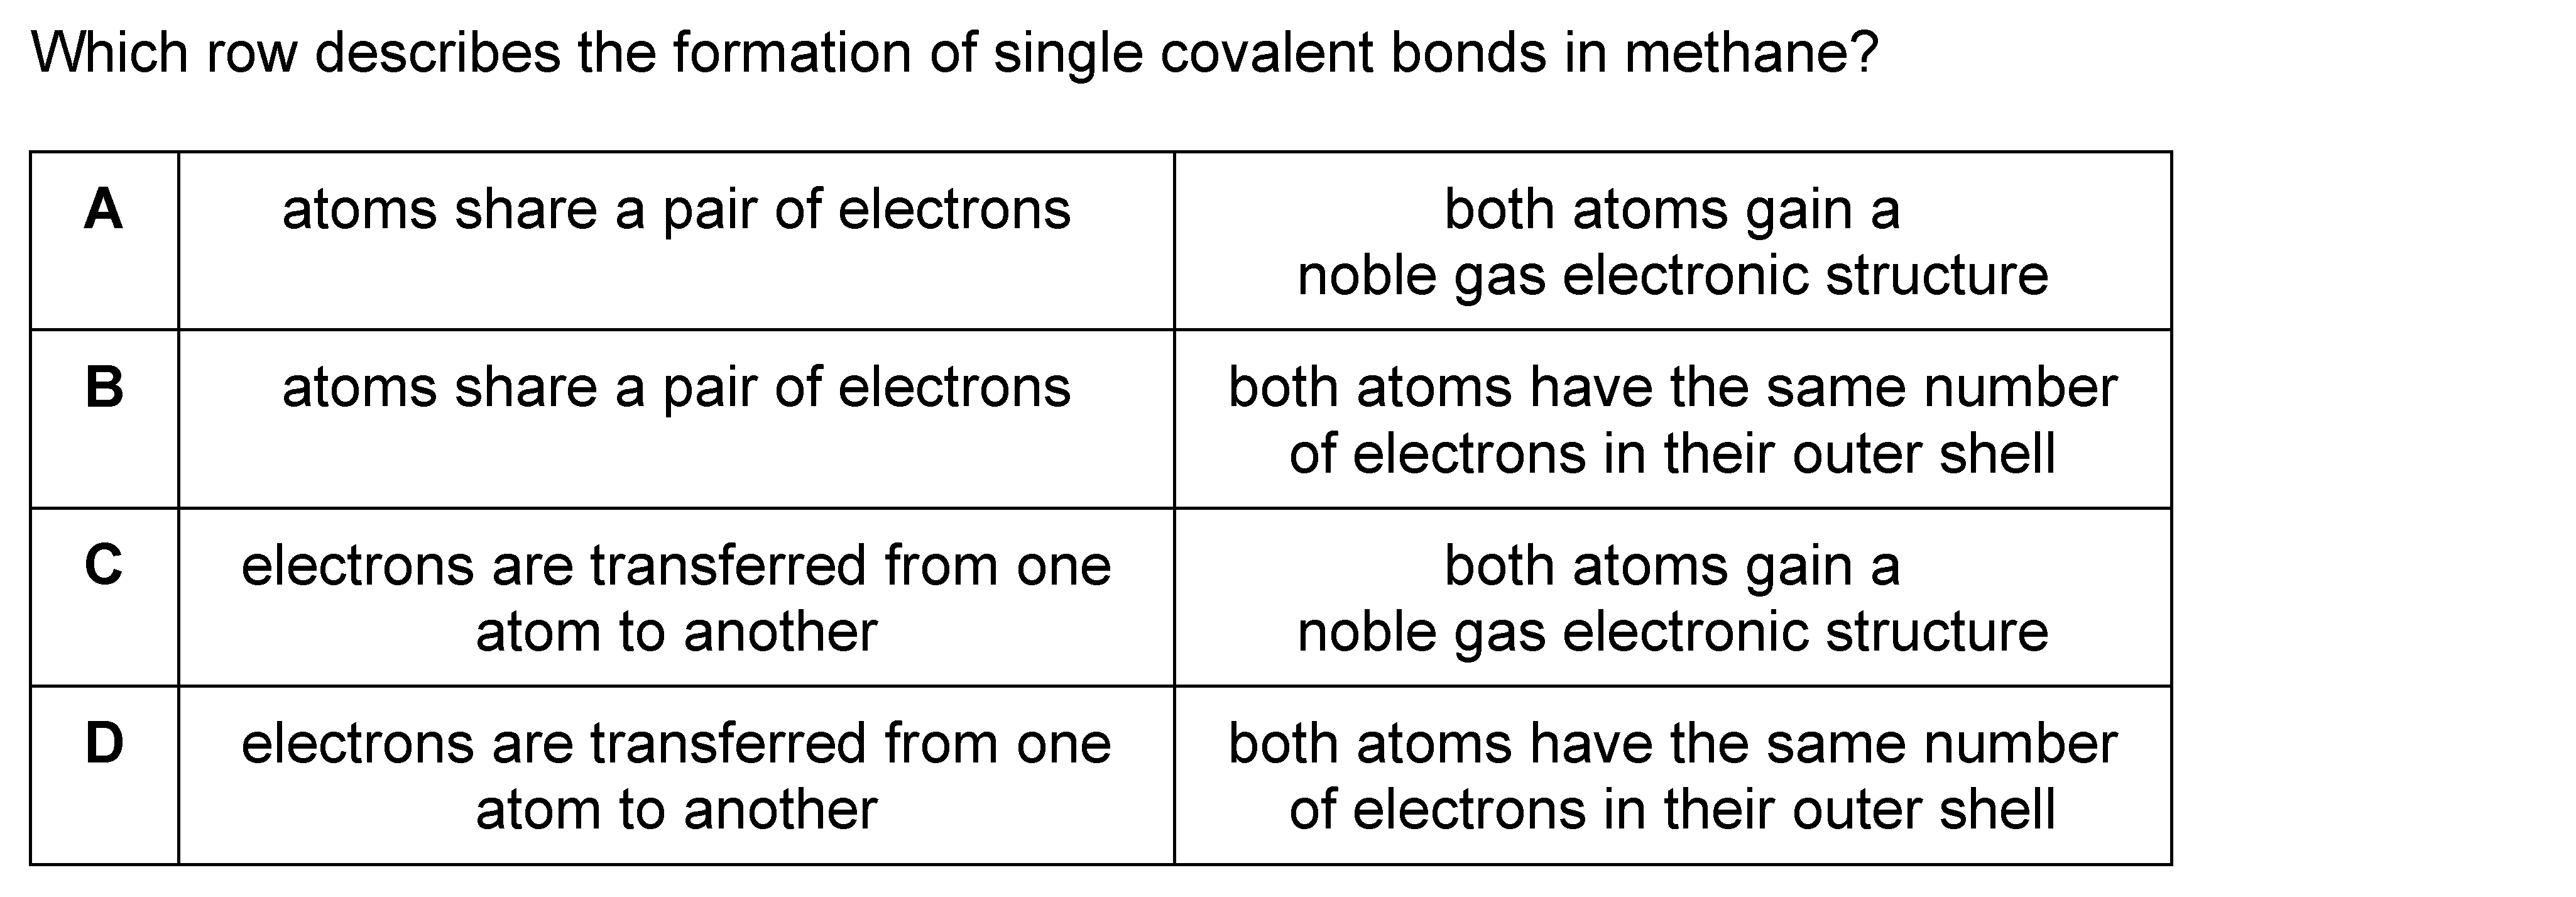 Which row describes the formation of single covalent bonds in methane?
A atoms share a pair of electrons both atoms gain a
noble gas electronic structure
B atoms share a pair of electrons both atoms have the same number
of electrons in their outer shell
C electrons are transferred from one both atoms gain a
atom to another noble gas electronic structure
D electrons are transferred from one both atoms have the same number
atom to another of electrons in their outer shell